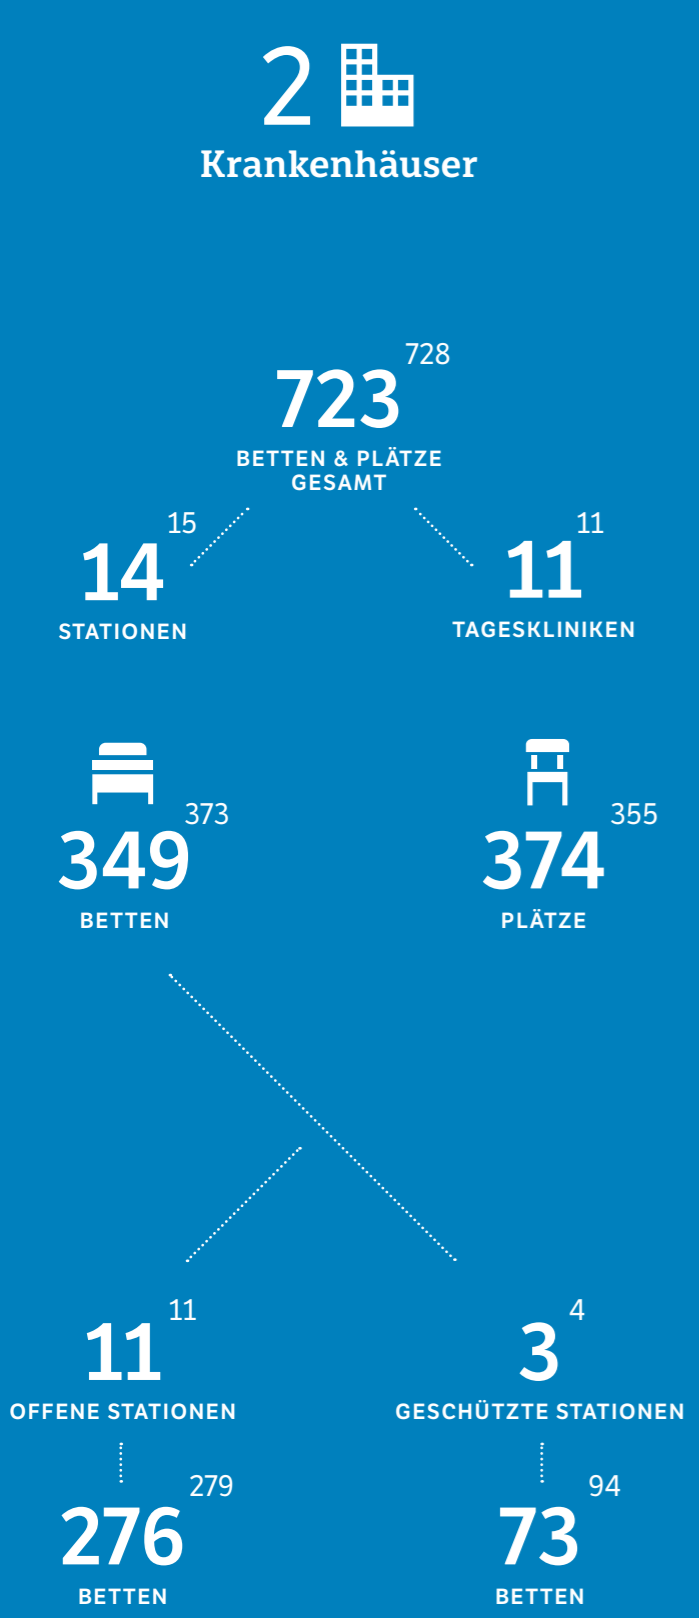 2
Krankenhäuser
723 728
BETTEN & PLÄTZE
GESAMT
14 15
STATIONEN
11 11
TAGESKLINIKEN
349 373
BETTEN
374 355
PLÄTZE
11 11
OFFENE STATIONEN
276 279
BETTEN
3 4
GESCHÜTZTE STATIONEN
73 94
BETTEN